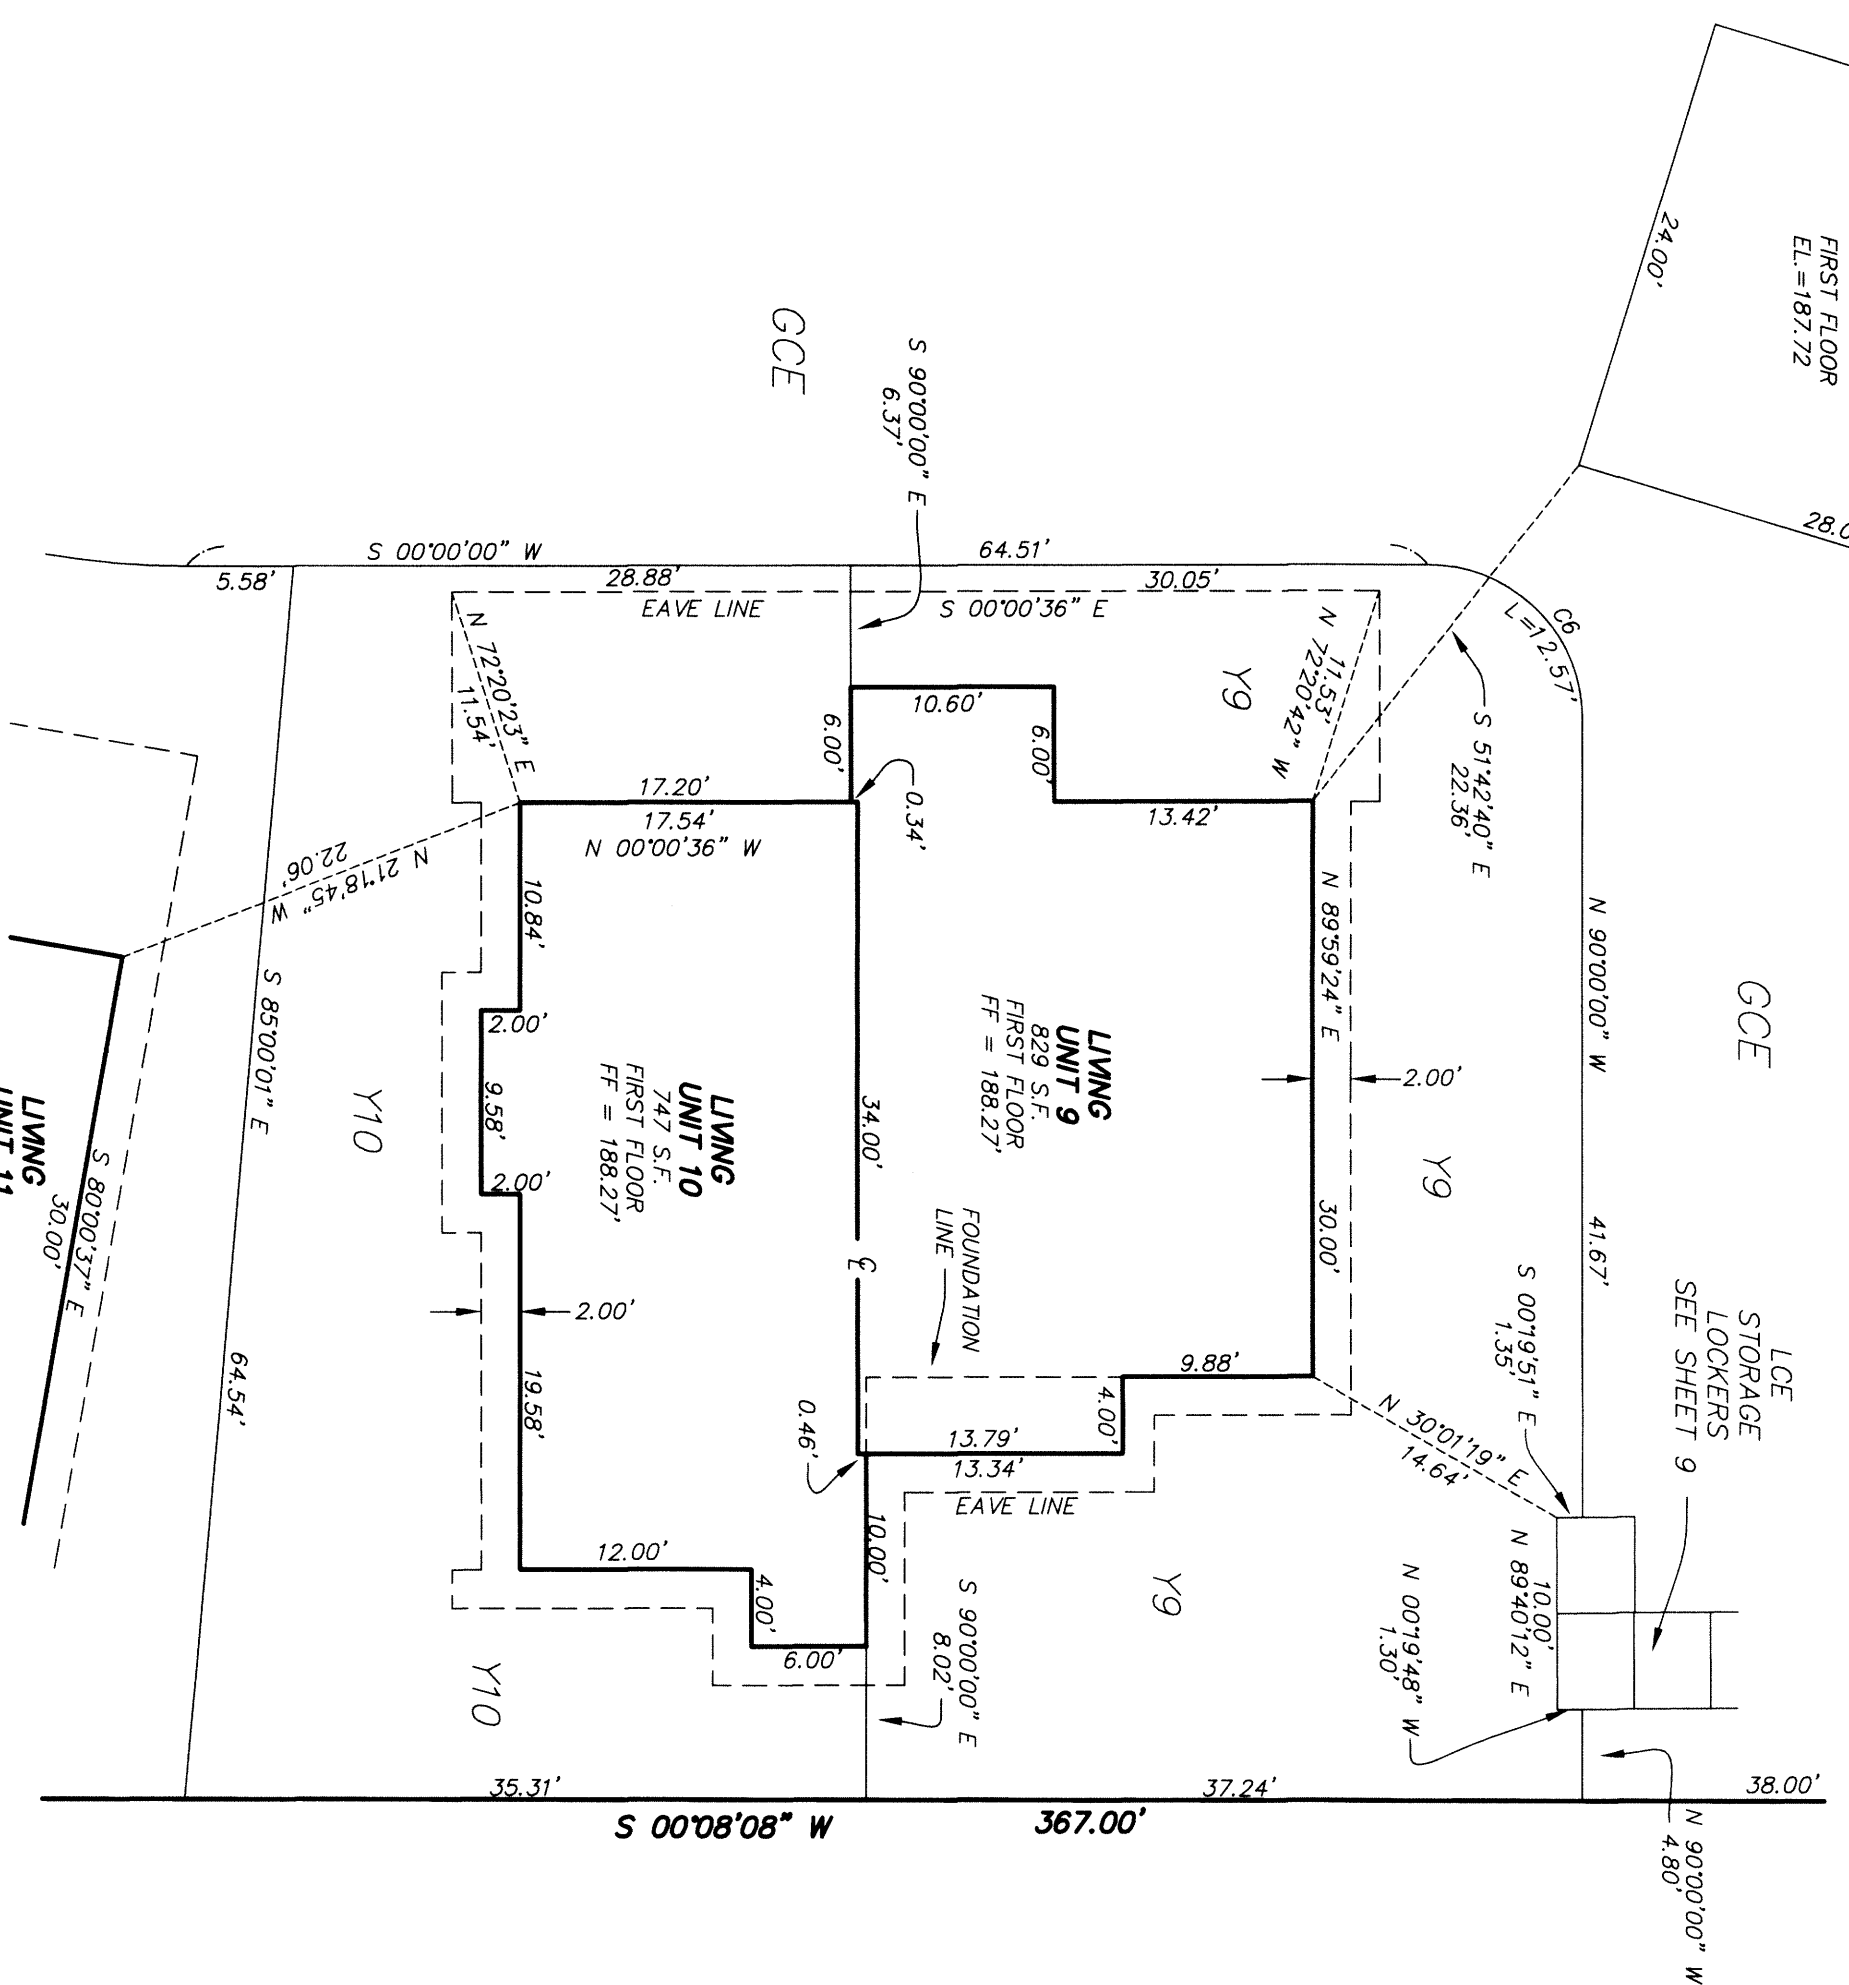 FIRST FLOOR
EL.=187.72
24.00'
GCE
S 90°00'00" E
6.37'
S 00°00'00" W
64.51'
5.58'
28.88'
30.05'
EAVE LINE
S 00°00'36" E
C6
L=12.57'
N 72°20'23" E
11.54'
11.53'
N 72°20'42" W
Y9
S 51°42'40" E
22.36'
10.60'
6.00'
6.00'
0.34'
17.20'
17.54'
N 00°00'36" W
13.42'
N 21°18'45" W
22.06'
10.84'
2.00'
9.58'
2.00'
2.00'
19.58'
N 89°59'24" E
30.00'
2.00'
N 90°00'00" W
41.67'
GCE
Y9
LIVING
UNIT 9
829 S.F.
FIRST FLOOR
FF = 188.27'
34.00'
LIVING
UNIT 10
747 S.F.
FIRST FLOOR
FF = 188.27'
Y10
S 85°00'01" E
64.54'
LIVING
UNIT 11
S 80°00'37" E
30.00'
FOUNDATION
LINE
9.88'
4.00'
13.79'
13.34'
EAVE LINE
0.46'
10.00'
12.00'
4.00'
6.00'
N 30°01'19" E
14.64'
S 00°19'51" E
1.35'
LCE
STORAGE
LOCKERS
SEE SHEET 9
10.00'
N 89°40'12" E
N 00°19'48" W
1.30'
Y9
S 90°00'00" E
8.02'
Y10
35.31'
37.24'
38.00'
S 00°08'08" W
367.00'
N 90°00'00" W
4.80'